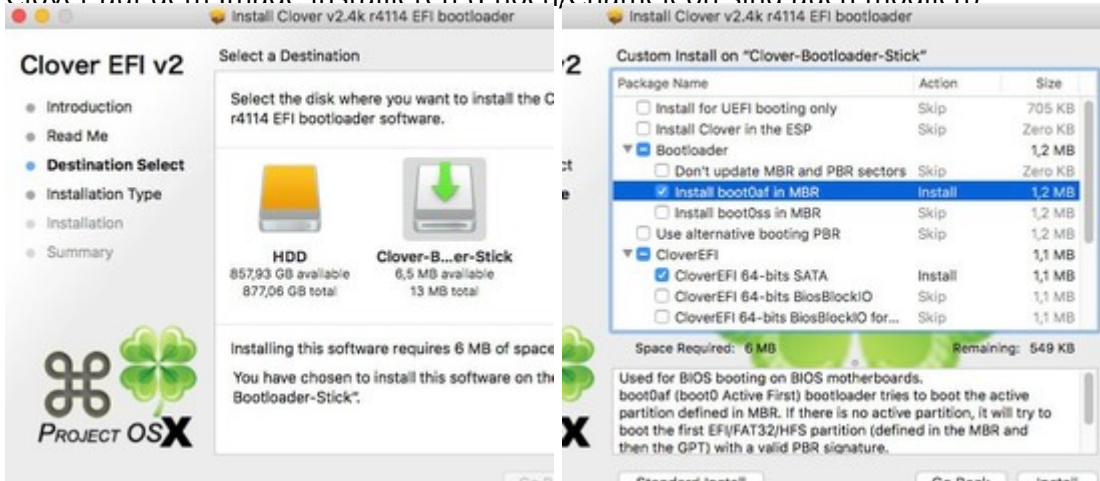 Install Clover v2.4k r4114 EFI bootloader
Clover EFI v2
Introduction
Read Me
Destination Select
Installation Type
Installation
Summary
PROJECT OSX
Select a Destination
Select the disk where you want to install the C
r4114 EFI bootloader software.
HDD
857,93 GB available
877,06 GB total
Clover-B...er-Stick
6,5 MB available
13 MB total
Installing this software requires 6 MB of space
You have chosen to install this software on the
Bootloader-Stick".
Install Clover v2.4k r4114 EFI bootloader
Custom Install on "Clover-Bootloader-Stick"
Package Name Action Size
Install for UEFI booting only Skip 705 KB
Install Clover in the ESP Skip Zero KB
Bootloader 1,2 MB
Don't update MBR and PBR sectors Skip Zero KB
Install boot0af in MBR Install 1,2 MB
Install boot0ss in MBR Skip 1,2 MB
Use alternative booting PBR Skip 1,2 MB
CloverEFI 1,1 MB
CloverEFI 64-bits SATA Install 1,1 MB
CloverEFI 64-bits BiosBlockIO Skip 1,1 MB
CloverEFI 64-bits BiosBlockIO for... Skip 1,1 MB
Space Required: 6 MB Remaining: 549 KB
Used for BIOS booting on BIOS motherboards.
boot0af (boot0 Active First) bootloader tries to boot the active
partition defined in MBR. If there is no active partition, it will try to
boot the first EFI/FAT32/HFS partition (defined in the MBR and
then the GPT) with a valid PBR signature.
Standard Install Go Back Install